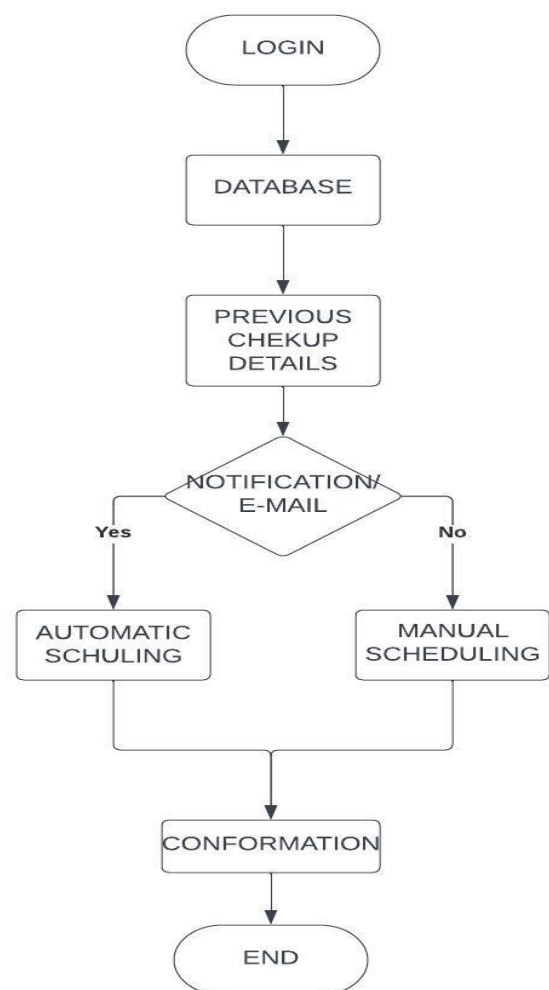 LOGIN
DATABASE
PREVIOUS
CHEKUP
DETAILS
NOTIFICATION/
E-MAIL
Yes
No
AUTOMATIC
SCHULING
MANUAL
SCHEDULING
CONFORMATION
END